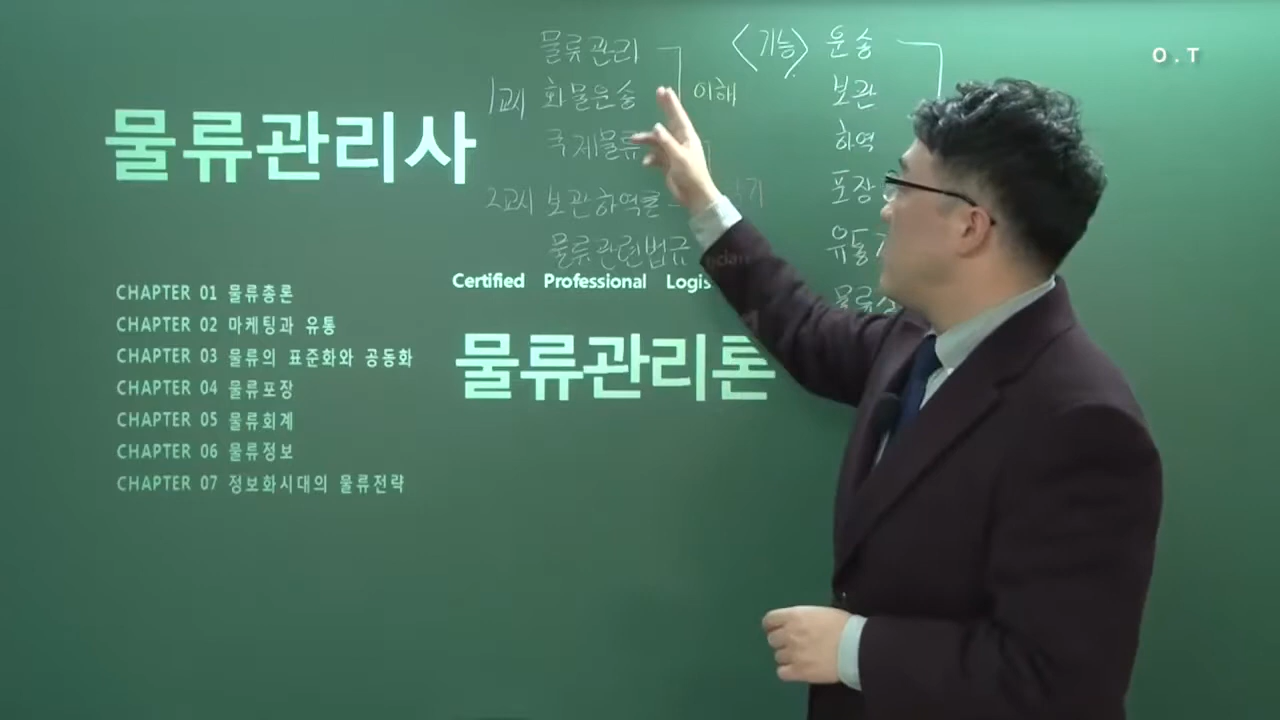 물류관리
1교시 화물운송
이해
국제물류
2교시 보관하역론
물류관련법규
<기능> 운송
보관
하역
포장
O.T
물류관리사
CHAPTER 01 물류총론
CHAPTER 02 마케팅과 유통
CHAPTER 03 물류의 표준화와 공동화
CHAPTER 04 물류포장
CHAPTER 05 물류회계
CHAPTER 06 물류정보
CHAPTER 07 정보화시대의 물류전략
Certified Professional
물류관리론